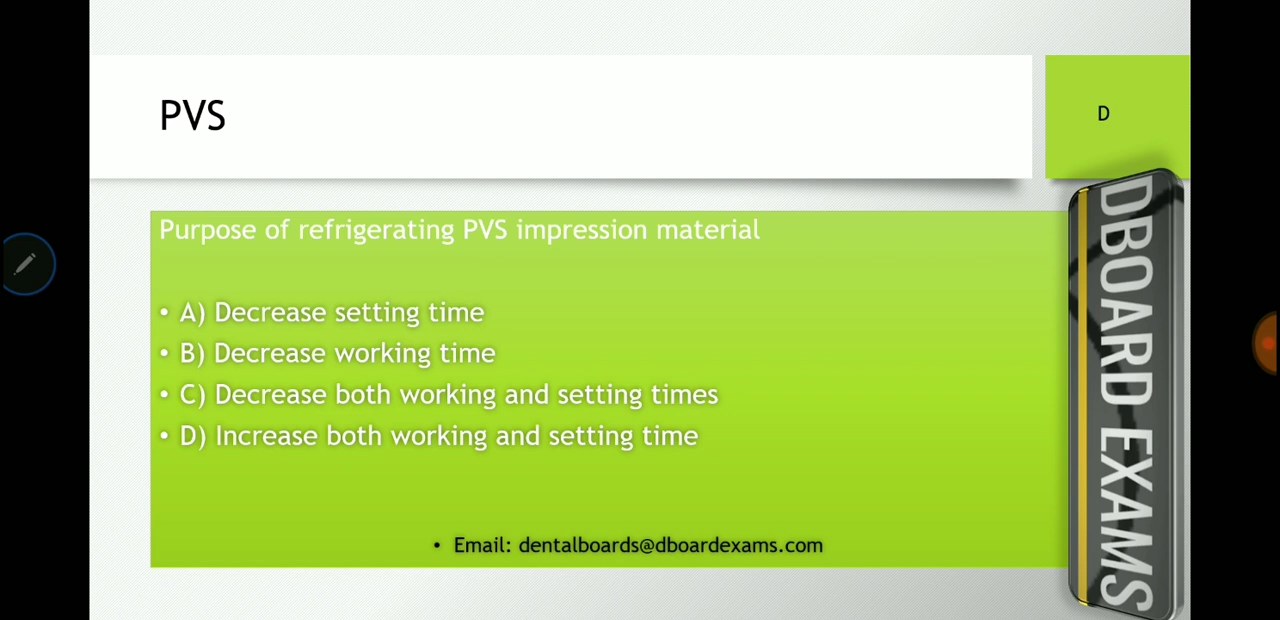 PVS
D
Purpose of refrigerating PVS impression material
• A) Decrease setting time
• B) Decrease working time
• C) Decrease both working and setting times
• D) Increase both working and setting time
• Email: dentalboards@dboardexams.com
DBOARD EXAMS